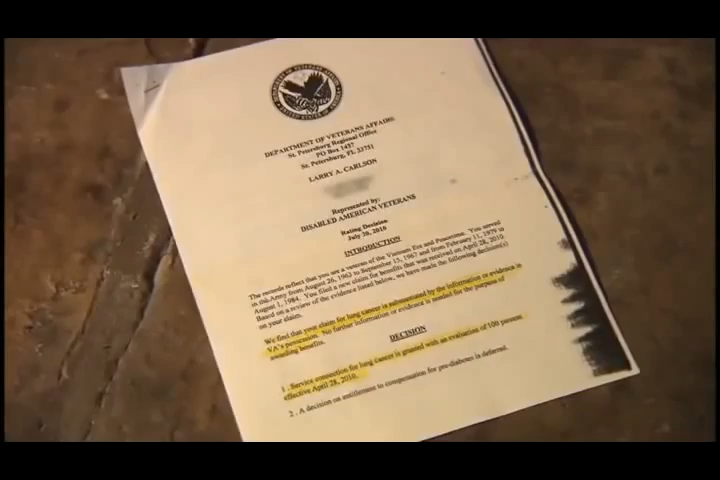 DEPARTMENT OF VETERANS AFFAIRS
UNITED STATES OF AMERICA
DEPARTMENT OF VETERANS AFFAIRS
St. Petersburg Regional Office
PO Box 1437
St. Petersburg, FL 33731
LARRY A. CARLSON
Represented by:
DISABLED AMERICAN VETERANS
Rating Decision
July 20, 2010
INTRODUCTION
The records reflect that you are a veteran of the Vietnam Era and Peacetime. You served
in the Army from August 26, 1963 to September 15, 1967 and from February 11, 1979 to
August 1, 1984. You filed a new claim for benefits that was received on April 28, 2010.
Based on a review of the evidence listed below, we have made the following decision(s)
on your claim.
We find that your claim for lung cancer is substantiated by the information or evidence in
VA's possession. No further information or evidence is needed for the purpose of
awarding benefits.
DECISION
1. Service connection for lung cancer is granted with an evaluation of 100 percent
effective April 28, 2010.
2. A decision on entitlement to compensation for pre-diabetes is deferred.